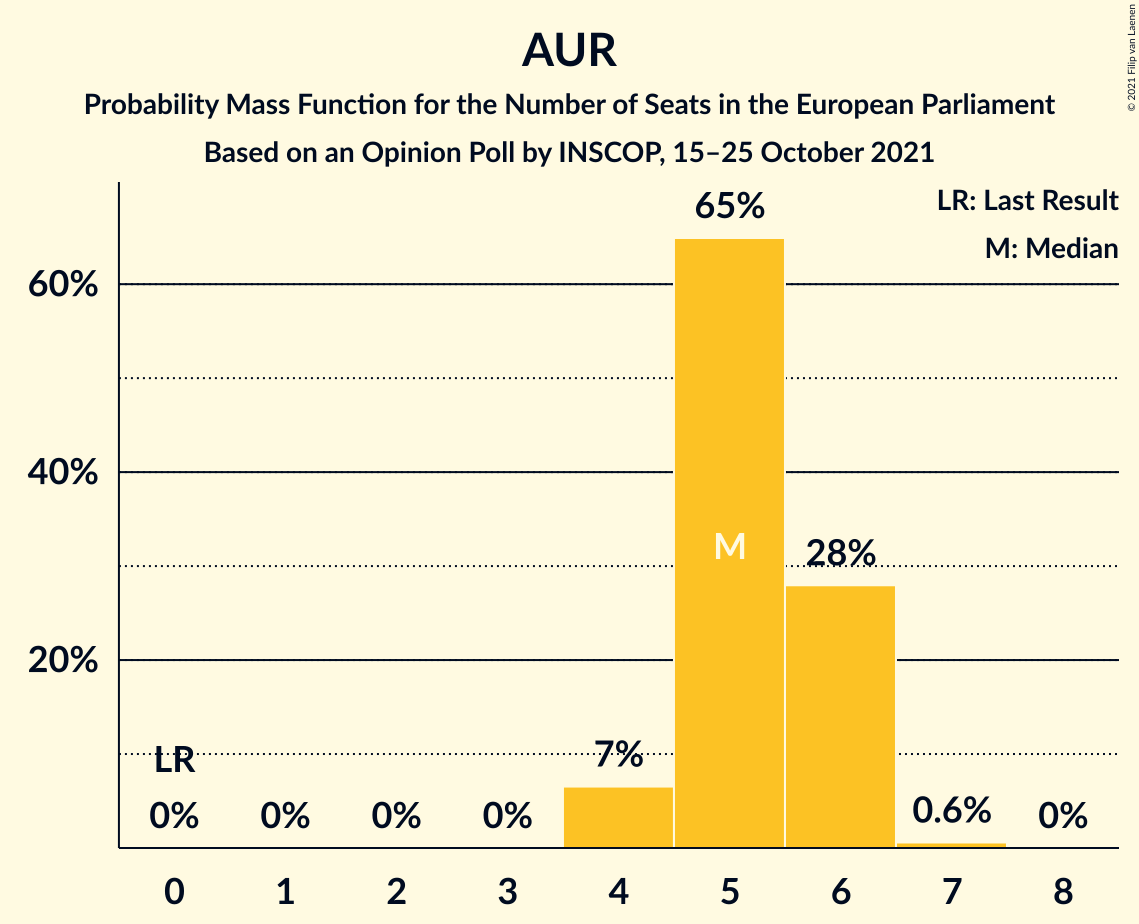 AUR
Probability Mass Function for the Number of Seats in the European Parliament
Based on an Opinion Poll by INSCOP, 15–25 October 2021
© 2021 Filip van Laenen
LR: Last Result
M: Median
65%
60%
40%
M
28%
20%
LR
7%
0% 0% 0% 0% 0.6% 0%
0 1 2 3 4 5 6 7 8